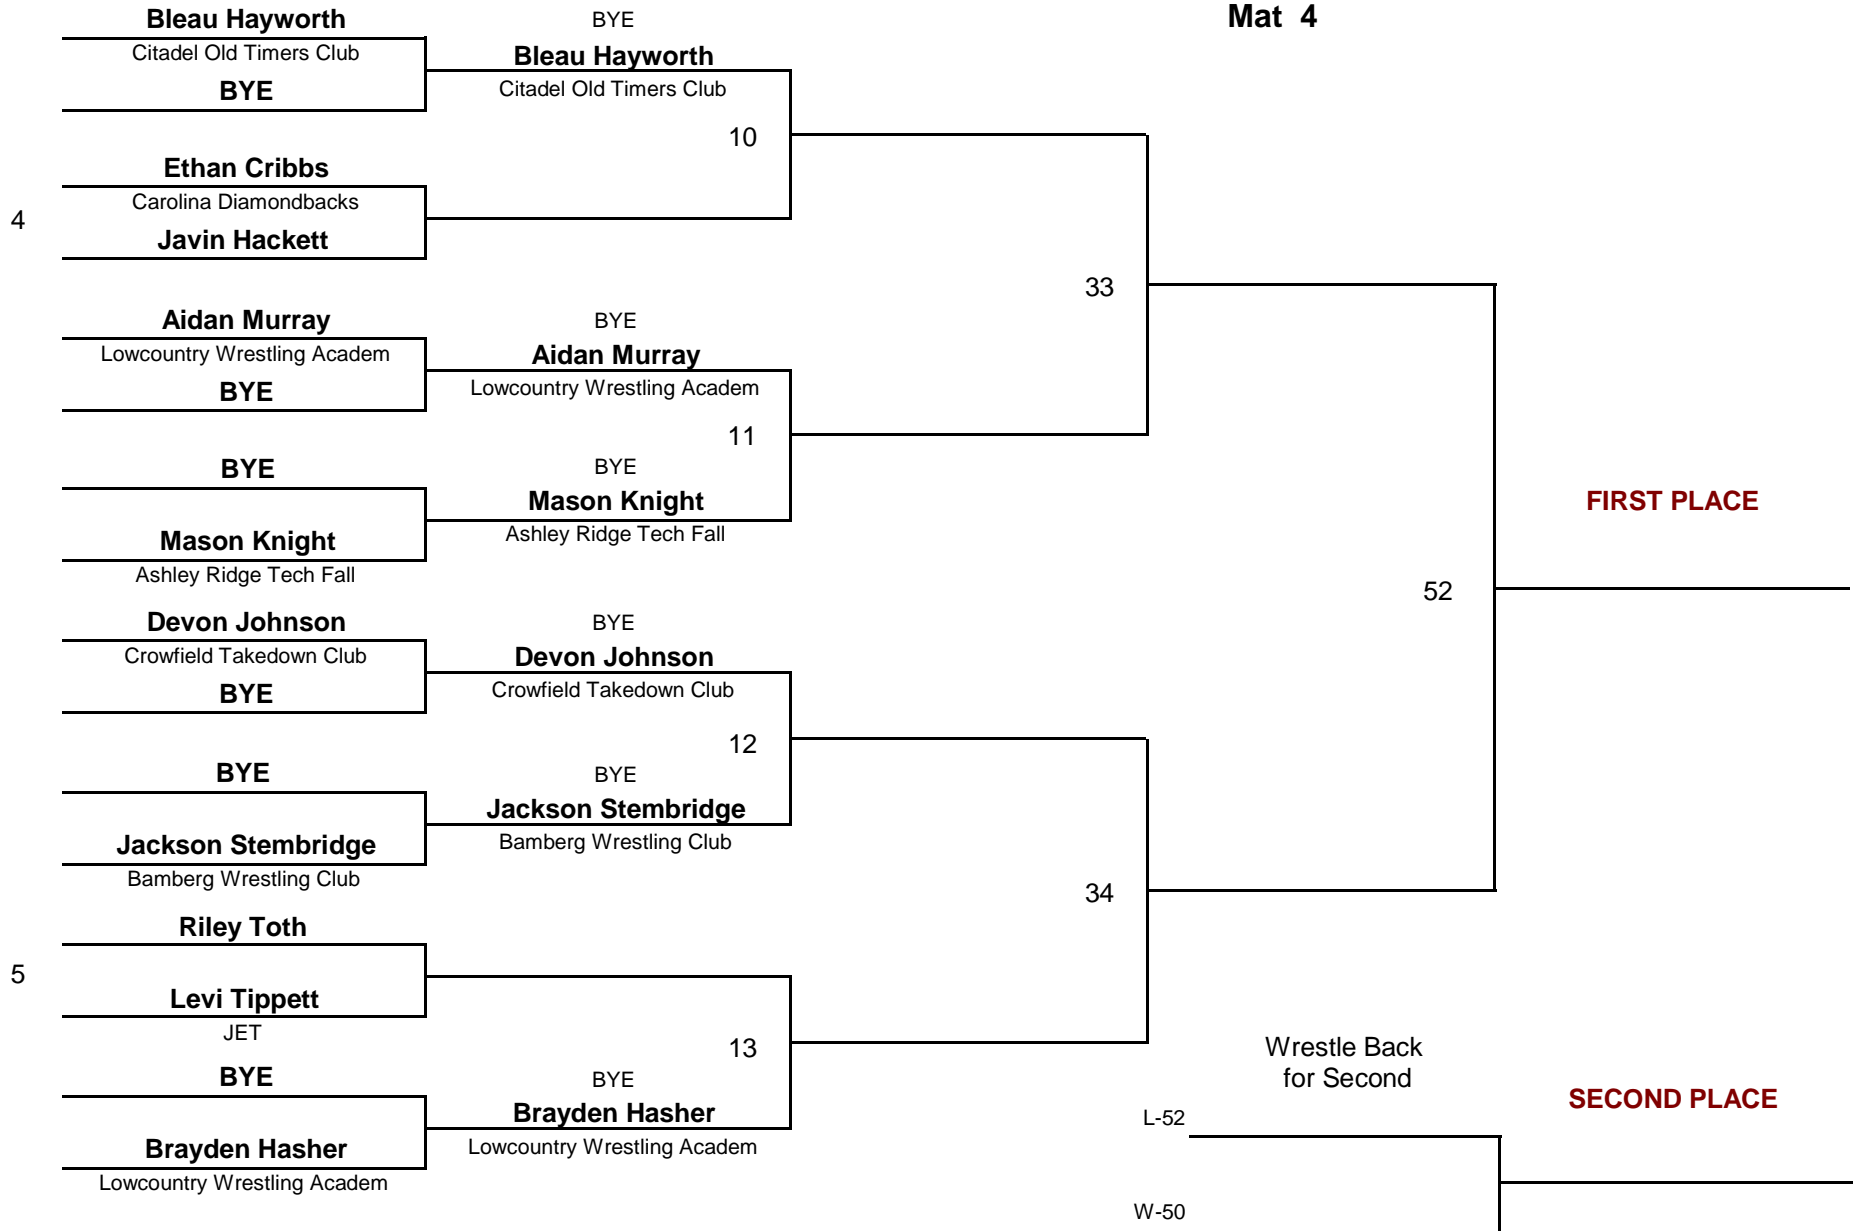 Mat 4
Bleau Hayworth
Citadel Old Timers Club
BYE
BYE
Bleau Hayworth
Citadel Old Timers Club
10
Ethan Cribbs
Carolina Diamondbacks
4
Javin Hackett
33
Aidan Murray
Lowcountry Wrestling Academ
BYE
BYE
Aidan Murray
Lowcountry Wrestling Academ
11
BYE
Mason Knight
Ashley Ridge Tech Fall
BYE
Mason Knight
Ashley Ridge Tech Fall
FIRST PLACE
52
Devon Johnson
Crowfield Takedown Club
BYE
BYE
Devon Johnson
Crowfield Takedown Club
12
BYE
Jackson Stembridge
Bamberg Wrestling Club
BYE
Jackson Stembridge
Bamberg Wrestling Club
34
Riley Toth
5
Levi Tippett
JET
13
BYE
Brayden Hasher
Lowcountry Wrestling Academ
BYE
Brayden Hasher
Lowcountry Wrestling Academ
Wrestle Back
for Second
SECOND PLACE
L-52
W-50